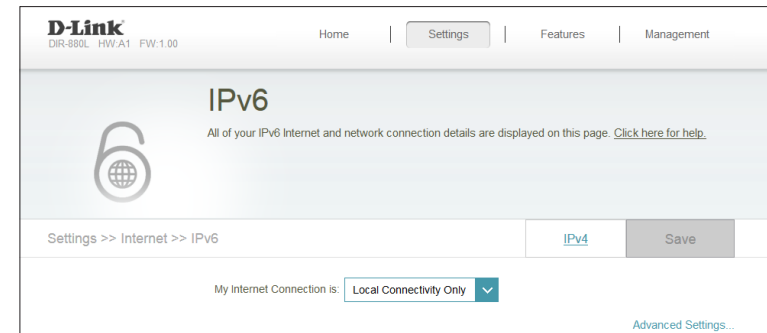 D-Link
DIR-880L HW:A1 FW:1.00
Home | Settings | Features | Management
IPv6
All of your IPv6 Internet and network connection details are displayed on this page. Click here for help.
Settings >> Internet >> IPv6
IPv4
Save
My Internet Connection is: Local Connectivity Only
Advanced Settings...